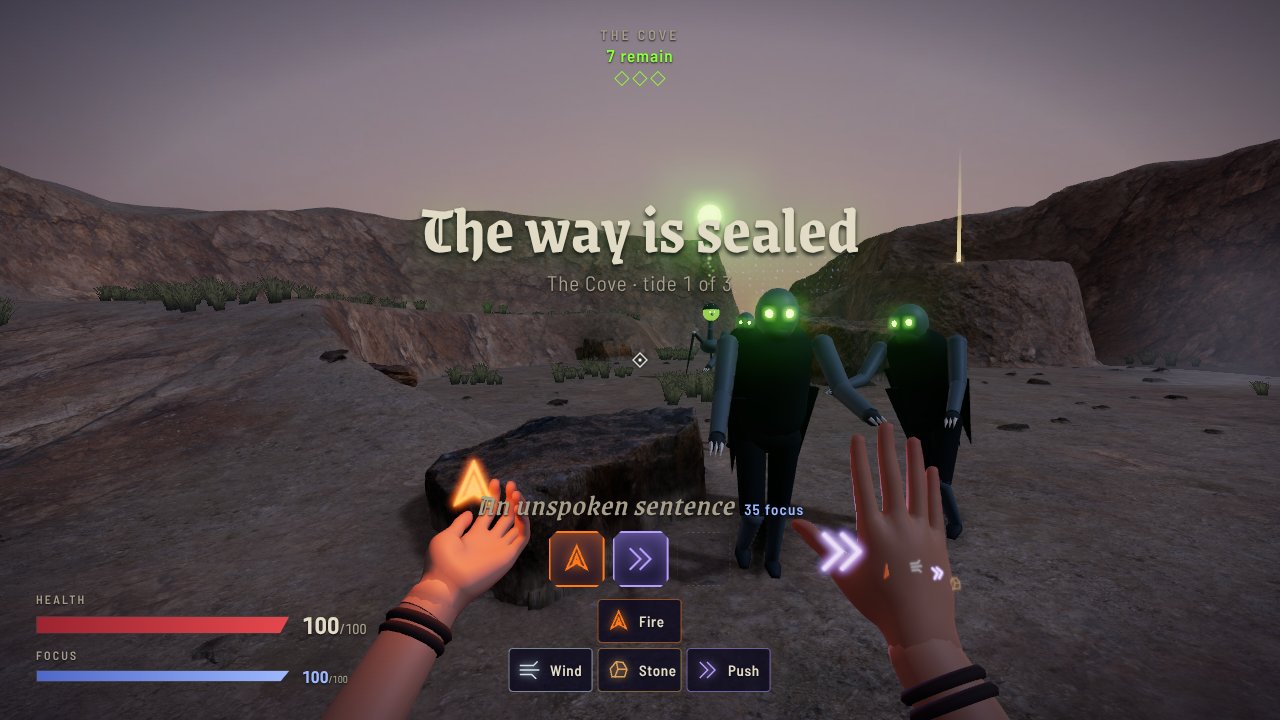 THE COVE
7 remain
The way is sealed
The Cove · tide 1 of 3
An unspoken sentence 35 focus
HEALTH
100/100
FOCUS
100/100
Fire
Wind
Stone
Push